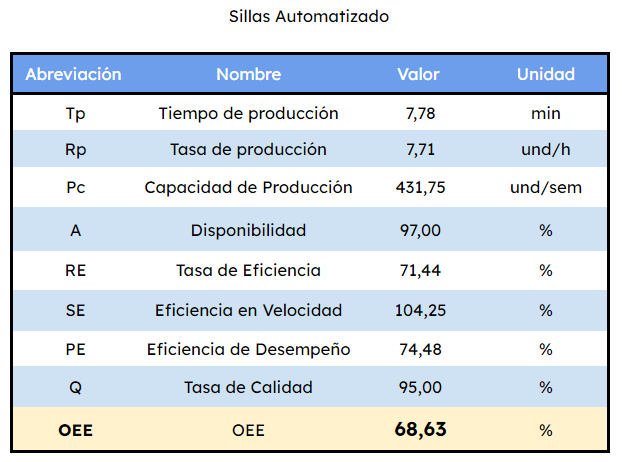 Sillas Automatizado
Abreviación Nombre Valor Unidad
Tp Tiempo de producción 7,78 min
Rp Tasa de producción 7,71 und/h
Pc Capacidad de Producción 431,75 und/sem
A Disponibilidad 97,00 %
RE Tasa de Eficiencia 71,44 %
SE Eficiencia en Velocidad 104,25 %
PE Eficiencia de Desempeño 74,48 %
Q Tasa de Calidad 95,00 %
OEE OEE 68,63 %